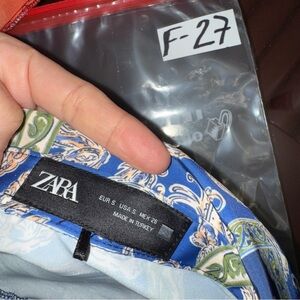 F-27
ZARA
EUR S USA S MEX 26
MADE IN TURKEY